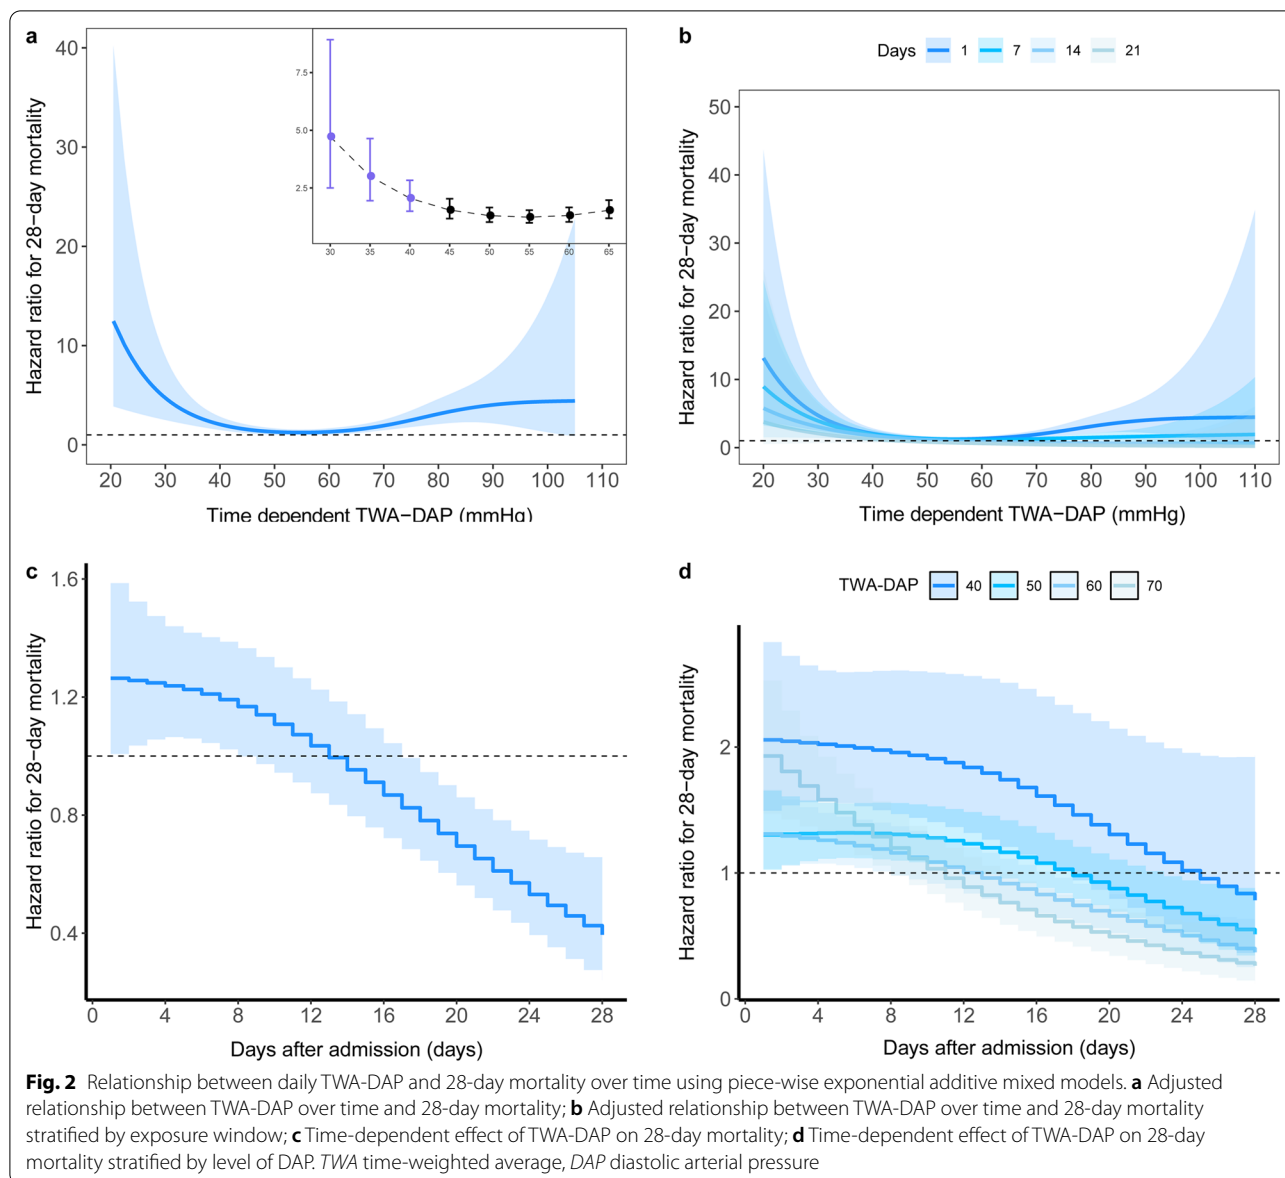 a
40
30
20
10
0
Hazard ratio for 28−day mortality
7.5
5.0
2.5
30 35 40 45 50 55 60 65
20 30 40 50 60 70 80 90 100 110
Time dependent TWA−DAP (mmHg)
b
Days 1 7 14 21
50
40
30
20
10
0
Hazard ratio for 28−day mortality
20 30 40 50 60 70 80 90 100 110
Time dependent TWA−DAP (mmHg)
c
1.6
1.2
0.8
0.4
Hazard ratio for 28−day mortality
0 4 8 12 16 20 24 28
Days after admission (days)
d
TWA-DAP 40 50 60 70
2
1
0
Hazard ratio for 28−day mortality
0 4 8 12 16 20 24 28
Days after admission (days)
Fig. 2 Relationship between daily TWA-DAP and 28-day mortality over time using piece-wise exponential additive mixed models. a Adjusted
relationship between TWA-DAP over time and 28-day mortality; b Adjusted relationship between TWA-DAP over time and 28-day mortality
stratified by exposure window; c Time-dependent effect of TWA-DAP on 28-day mortality; d Time-dependent effect of TWA-DAP on 28-day
mortality stratified by level of DAP. TWA time-weighted average, DAP diastolic arterial pressure